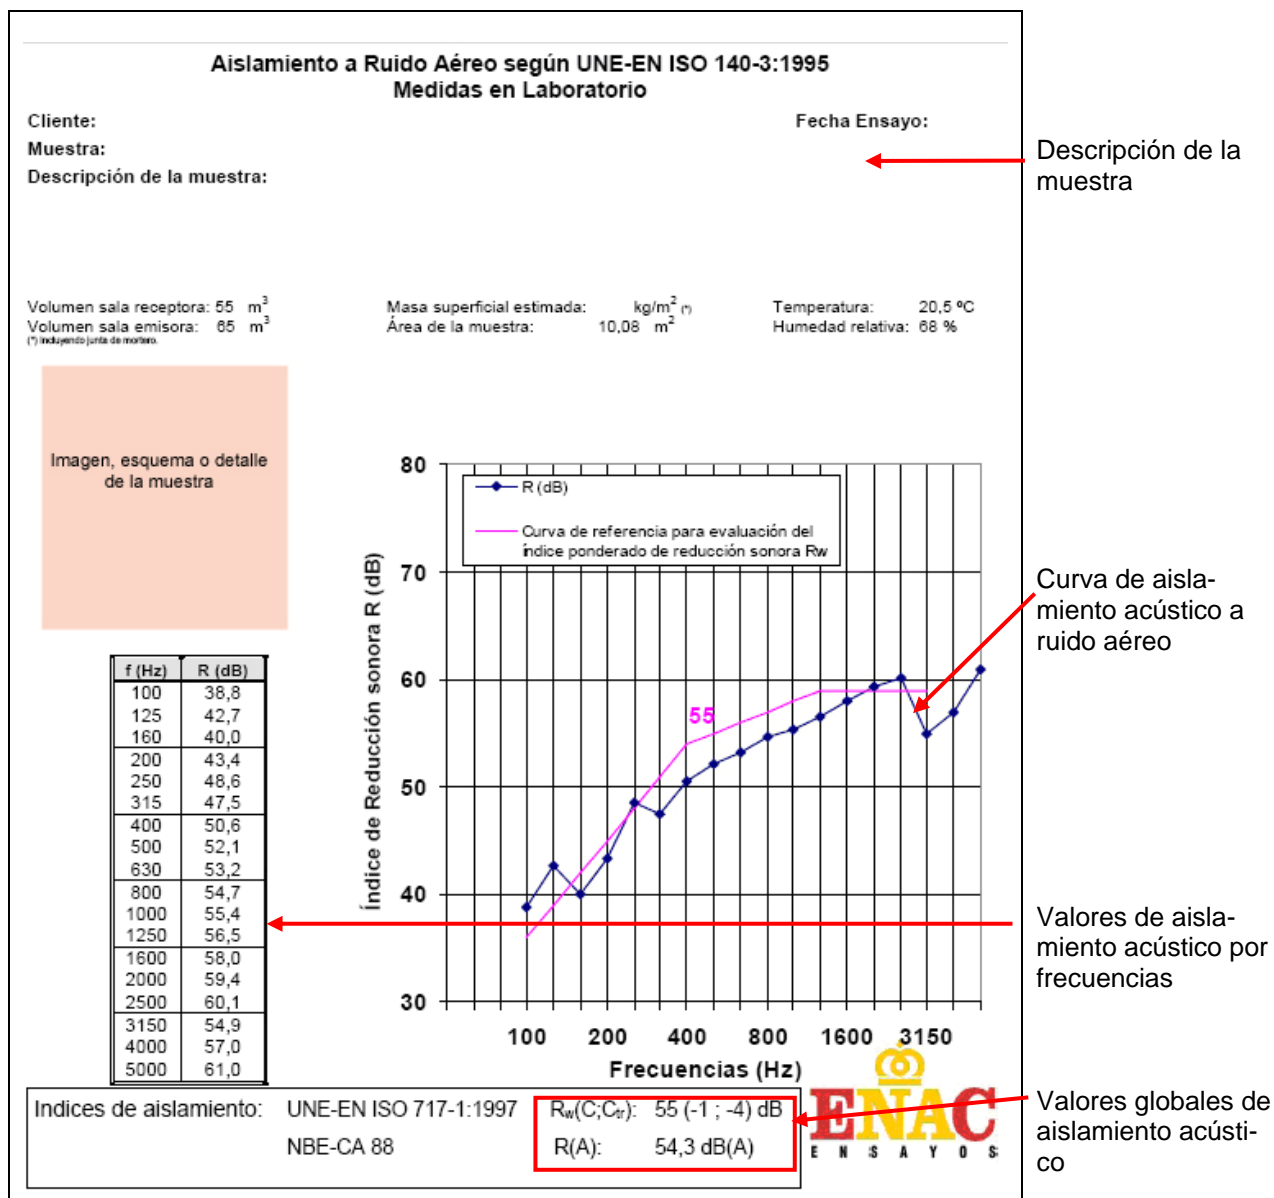 Aislamiento a Ruido Aéreo según UNE-EN ISO 140-3:1995
Medidas en Laboratorio
Cliente:
Fecha Ensayo:
Muestra:
Descripción de la muestra:
Descripción de la
muestra
Volumen sala receptora: 55 m³
Volumen sala emisora: 65 m³
(*) Incluyendo junta de mortero.
Masa superficial estimada: kg/m² (*)
Área de la muestra: 10,08 m²
Temperatura: 20,5 ºC
Humedad relativa: 68 %
Imagen, esquema o detalle
de la muestra
f (Hz) R (dB)
100 38,8
125 42,7
160 40,0
200 43,4
250 48,6
315 47,5
400 50,6
500 52,1
630 53,2
800 54,7
1000 55,4
1250 56,5
1600 58,0
2000 59,4
2500 60,1
3150 54,9
4000 57,0
5000 61,0
Índice de Reducción sonora R (dB)
80
70
60
50
40
30
R (dB)
Curva de referencia para evaluación del
índice ponderado de reducción sonora Rw
55
100 200 400 800 1600 3150
Frecuencias (Hz)
Curva de aisla-
miento acústico a
ruido aéreo
Valores de aisla-
miento acústico por
frecuencias
Indices de aislamiento: UNE-EN ISO 717-1:1997 Rw(C;Ctr): 55 (-1 ; -4) dB
NBE-CA 88 R(A): 54,3 dB(A)
ENAC
ENSAYOS
Valores globales de
aislamiento acústi-
co